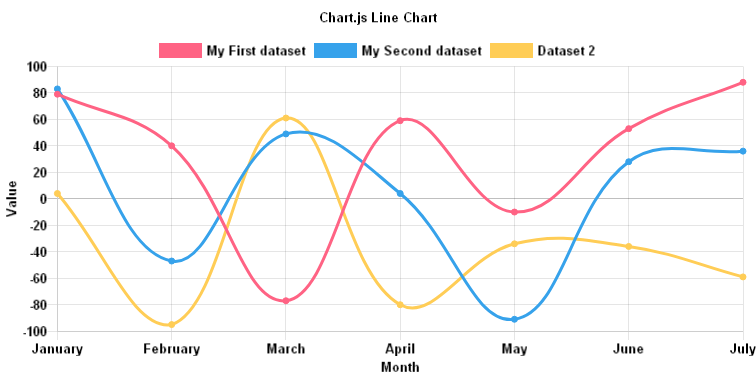 Chart.js Line Chart
My First dataset My Second dataset Dataset 2
100
80
60
40
20
0
-20
-40
-60
-80
-100
Value
January February March April May June July
Month